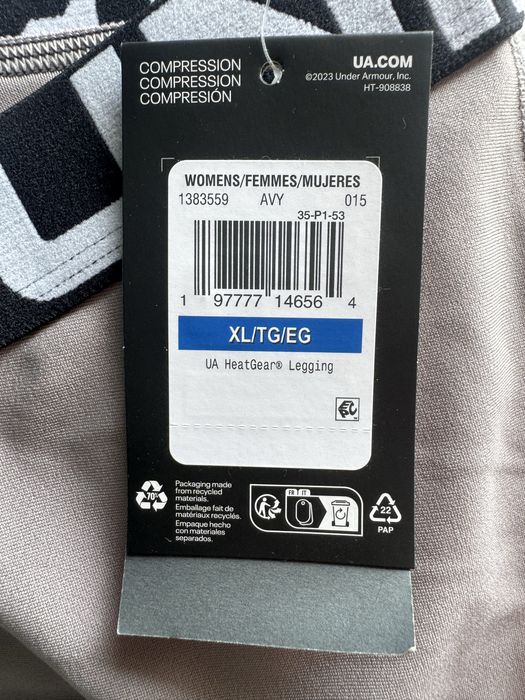 COMPRESSION
COMPRESSION
COMPRESIÓN
UA.COM
©2023 Under Armour, Inc.
HT-908838
WOMENS/FEMMES/MUJERES
1383559 AVY 015
35-P1-53
1 97777 14656 4
XL/TG/EG
UA HeatGear® Legging
70%
Packaging made
from recycled
materials.
Emballage fait de
matériaux recyclés.
Empaque hecho
con materiales
separados.
FR IT
22
PAP